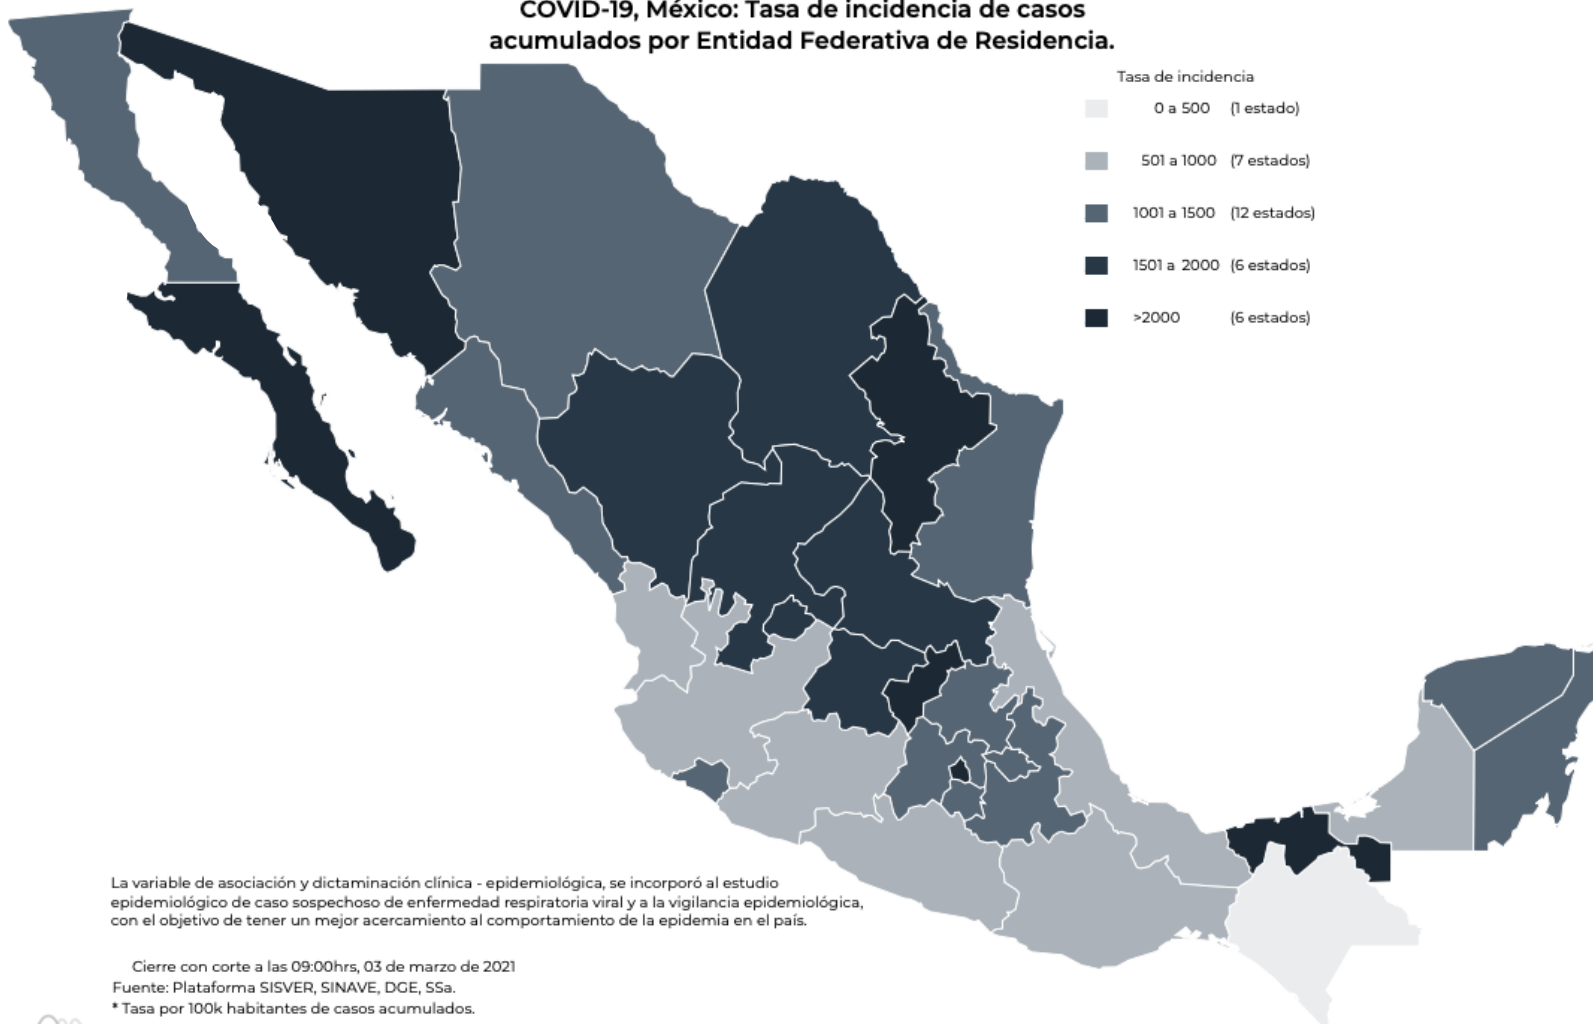 COVID-19, México: Tasa de incidencia de casos
acumulados por Entidad Federativa de Residencia.
Tasa de incidencia
0 a 500 (1 estado)
501 a 1000 (7 estados)
1001 a 1500 (12 estados)
1501 a 2000 (6 estados)
>2000 (6 estados)
La variable de asociación y dictaminación clínica - epidemiológica, se incorporó al estudio
epidemiológico de caso sospechoso de enfermedad respiratoria viral y a la vigilancia epidemiológica,
con el objetivo de tener un mejor acercamiento al comportamiento de la epidemia en el país.
Cierre con corte a las 09:00hrs, 03 de marzo de 2021
Fuente: Plataforma SISVER, SINAVE, DGE, SSa.
* Tasa por 100k habitantes de casos acumulados.